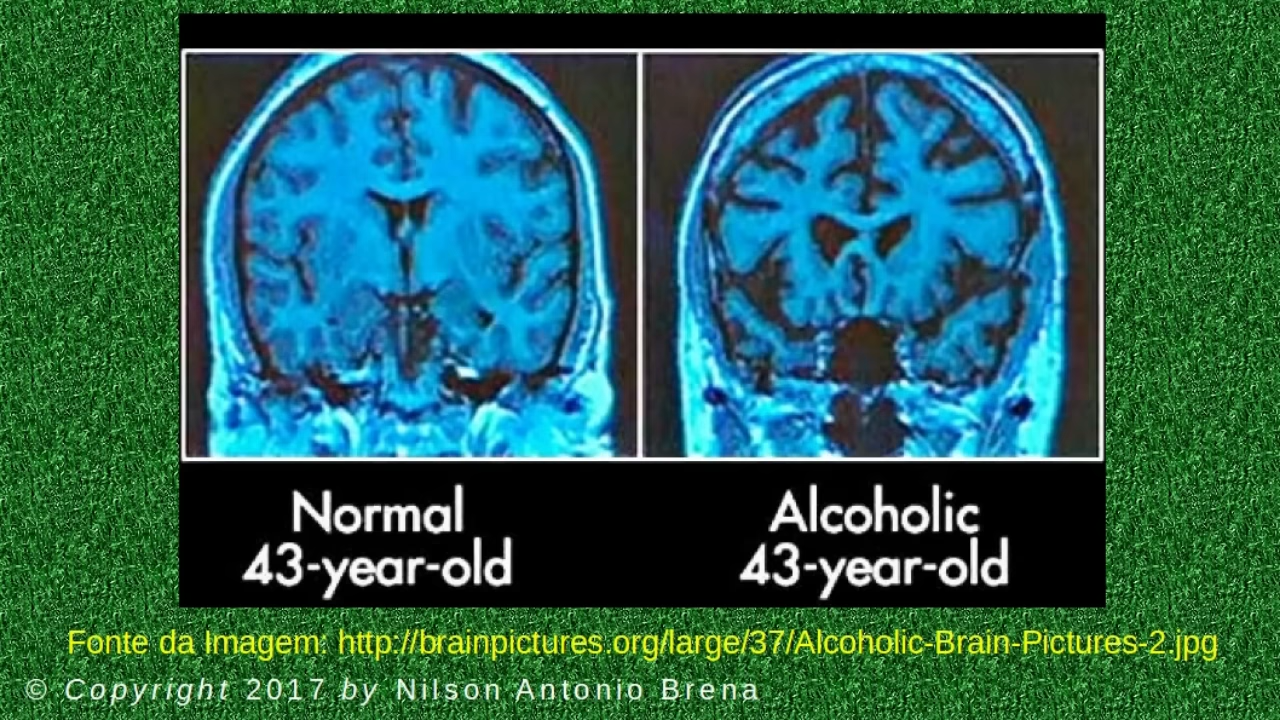 Normal
43-year-old
Alcoholic
43-year-old
Fonte da Imagem: http://brainpictures.org/large/37/Alcoholic-Brain-Pictures-2.jpg
© Copyright 2017 by Nilson Antonio Brena